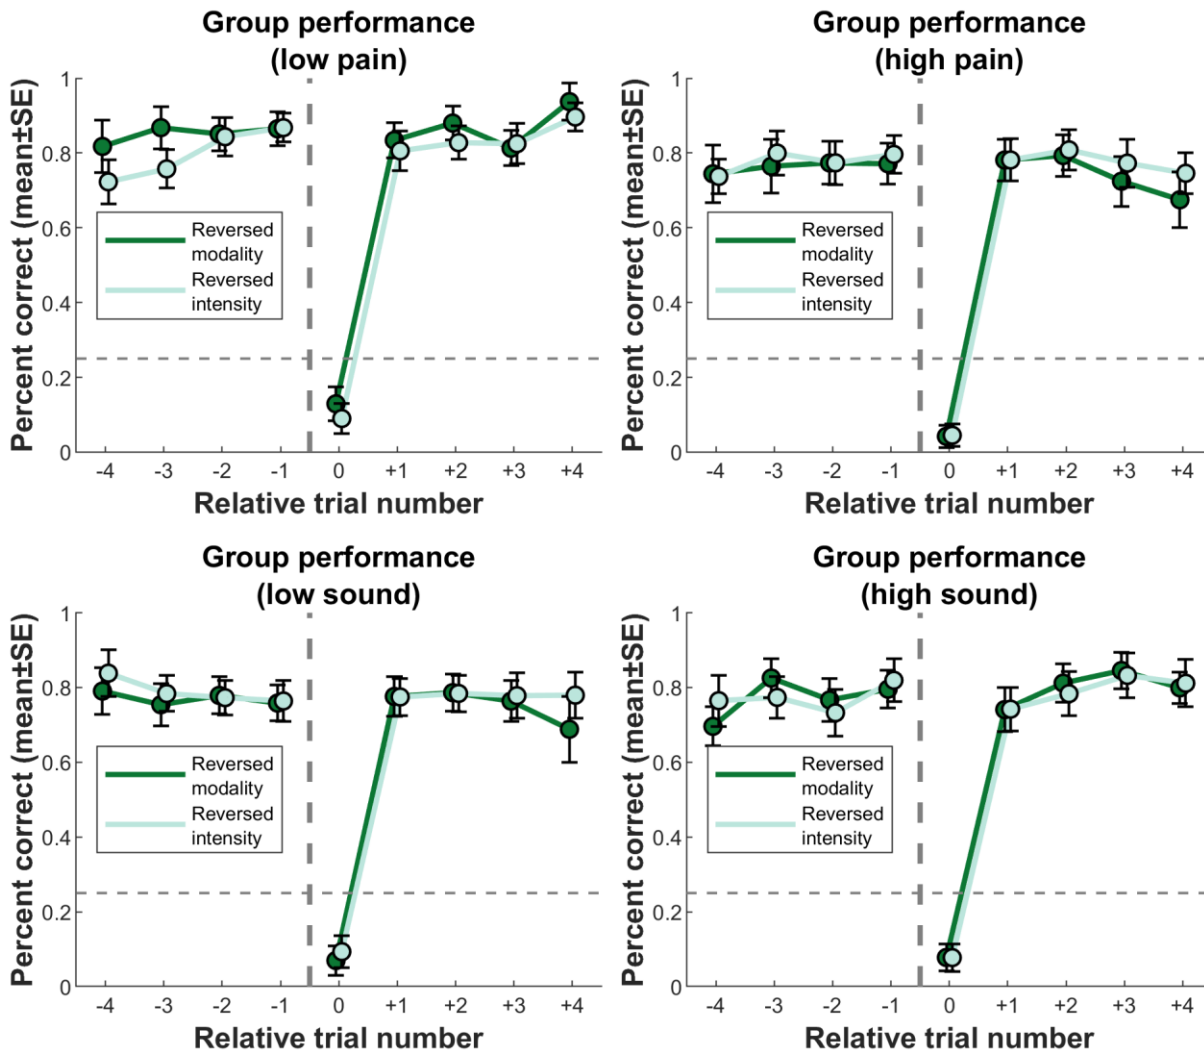 Group performance
(low pain)
Percent correct (mean±SE)
1
0.8
0.6
0.4
0.2
0
Reversed
modality
Reversed
intensity
-4 -3 -2 -1 0 +1 +2 +3 +4
Relative trial number
Group performance
(high pain)
Percent correct (mean±SE)
1
0.8
0.6
0.4
0.2
0
Reversed
modality
Reversed
intensity
-4 -3 -2 -1 0 +1 +2 +3 +4
Relative trial number
Group performance
(low sound)
Percent correct (mean±SE)
1
0.8
0.6
0.4
0.2
0
Reversed
modality
Reversed
intensity
-4 -3 -2 -1 0 +1 +2 +3 +4
Relative trial number
Group performance
(high sound)
Percent correct (mean±SE)
1
0.8
0.6
0.4
0.2
0
Reversed
modality
Reversed
intensity
-4 -3 -2 -1 0 +1 +2 +3 +4
Relative trial number